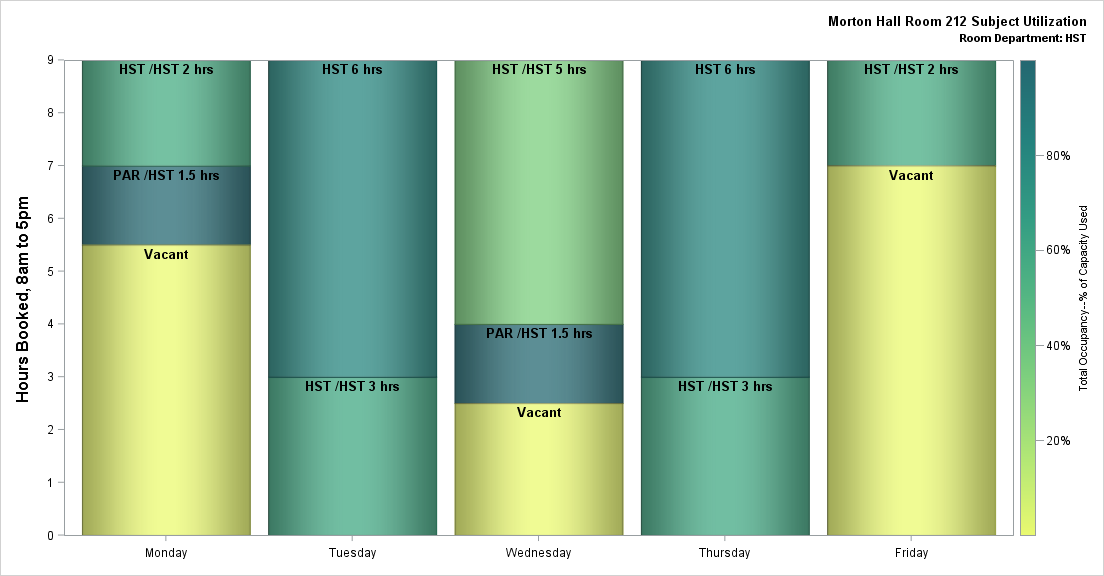 Morton Hall Room 212 Subject Utilization
Room Department: HST
Hours Booked, 8am to 5pm
9
8
7
6
5
4
3
2
1
0
HST /HST 2 hrs
PAR /HST 1.5 hrs
Vacant
HST 6 hrs
HST /HST 3 hrs
HST /HST 5 hrs
PAR /HST 1.5 hrs
Vacant
HST 6 hrs
HST /HST 3 hrs
HST /HST 2 hrs
Vacant
Monday
Tuesday
Wednesday
Thursday
Friday
80%
60%
40%
20%
Total Occupancy--% of Capacity Used